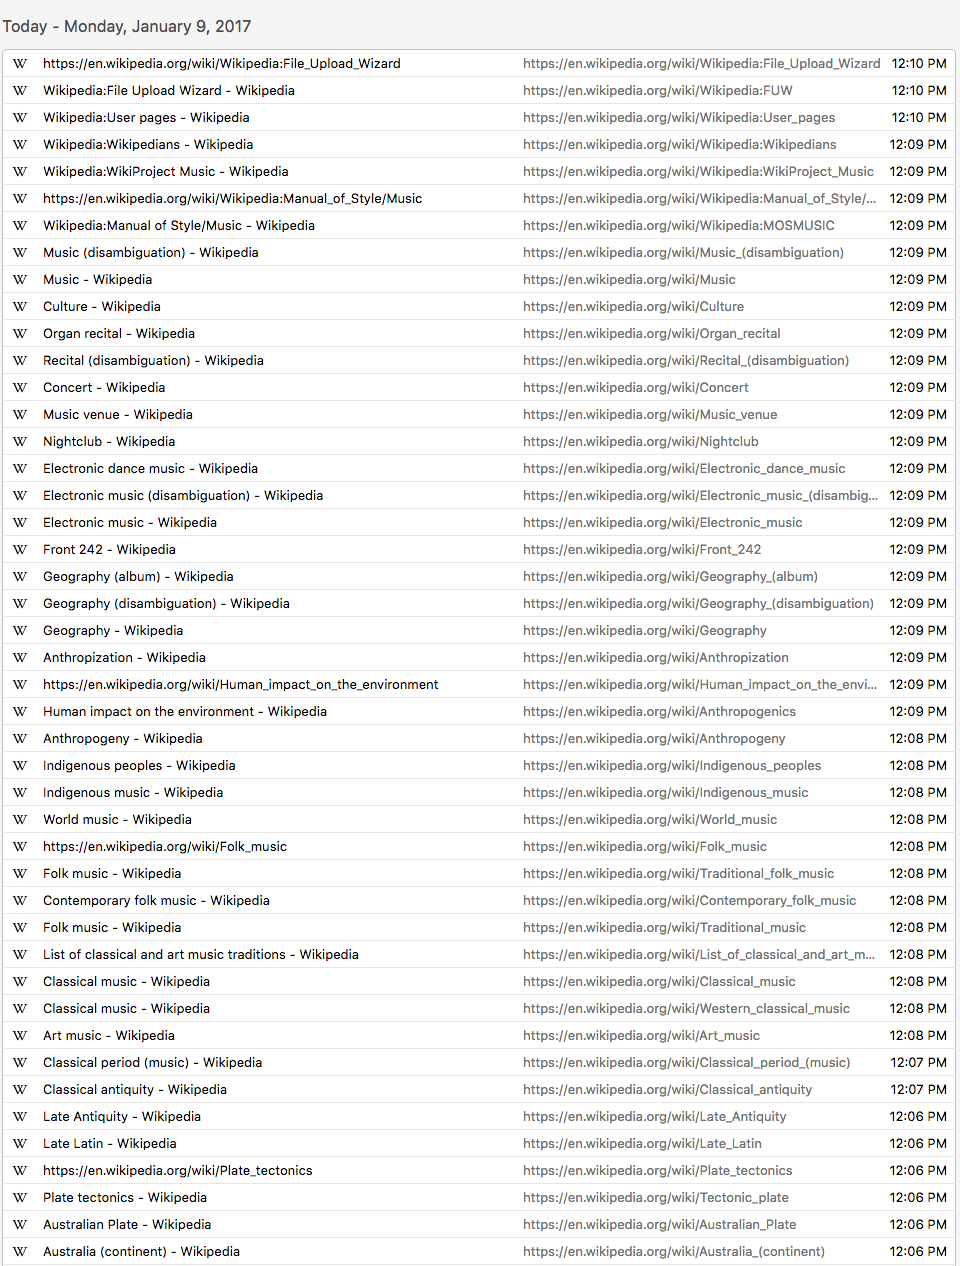 Today - Monday, January 9, 2017
W https://en.wikipedia.org/wiki/Wikipedia:File_Upload_Wizard https://en.wikipedia.org/wiki/Wikipedia:File_Upload_Wizard 12:10 PM
W Wikipedia:File Upload Wizard - Wikipedia https://en.wikipedia.org/wiki/Wikipedia:FUW 12:10 PM
W Wikipedia:User pages - Wikipedia https://en.wikipedia.org/wiki/Wikipedia:User_pages 12:10 PM
W Wikipedia:Wikipedians - Wikipedia https://en.wikipedia.org/wiki/Wikipedia:Wikipedians 12:09 PM
W Wikipedia:WikiProject Music - Wikipedia https://en.wikipedia.org/wiki/Wikipedia:WikiProject_Music 12:09 PM
W https://en.wikipedia.org/wiki/Wikipedia:Manual_of_Style/Music https://en.wikipedia.org/wiki/Wikipedia:Manual_of_Style/... 12:09 PM
W Wikipedia:Manual of Style/Music - Wikipedia https://en.wikipedia.org/wiki/Wikipedia:MOSMUSIC 12:09 PM
W Music (disambiguation) - Wikipedia https://en.wikipedia.org/wiki/Music_(disambiguation) 12:09 PM
W Music - Wikipedia https://en.wikipedia.org/wiki/Music 12:09 PM
W Culture - Wikipedia https://en.wikipedia.org/wiki/Culture 12:09 PM
W Organ recital - Wikipedia https://en.wikipedia.org/wiki/Organ_recital 12:09 PM
W Recital (disambiguation) - Wikipedia https://en.wikipedia.org/wiki/Recital_(disambiguation) 12:09 PM
W Concert - Wikipedia https://en.wikipedia.org/wiki/Concert 12:09 PM
W Music venue - Wikipedia https://en.wikipedia.org/wiki/Music_venue 12:09 PM
W Nightclub - Wikipedia https://en.wikipedia.org/wiki/Nightclub 12:09 PM
W Electronic dance music - Wikipedia https://en.wikipedia.org/wiki/Electronic_dance_music 12:09 PM
W Electronic music (disambiguation) - Wikipedia https://en.wikipedia.org/wiki/Electronic_music_(disambig... 12:09 PM
W Electronic music - Wikipedia https://en.wikipedia.org/wiki/Electronic_music 12:09 PM
W Front 242 - Wikipedia https://en.wikipedia.org/wiki/Front_242 12:09 PM
W Geography (album) - Wikipedia https://en.wikipedia.org/wiki/Geography_(album) 12:09 PM
W Geography (disambiguation) - Wikipedia https://en.wikipedia.org/wiki/Geography_(disambiguation) 12:09 PM
W Geography - Wikipedia https://en.wikipedia.org/wiki/Geography 12:09 PM
W Anthropization - Wikipedia https://en.wikipedia.org/wiki/Anthropization 12:09 PM
W https://en.wikipedia.org/wiki/Human_impact_on_the_environment https://en.wikipedia.org/wiki/Human_impact_on_the_envi... 12:09 PM
W Human impact on the environment - Wikipedia https://en.wikipedia.org/wiki/Anthropogenics 12:09 PM
W Anthropogeny - Wikipedia https://en.wikipedia.org/wiki/Anthropogeny 12:08 PM
W Indigenous peoples - Wikipedia https://en.wikipedia.org/wiki/Indigenous_peoples 12:08 PM
W Indigenous music - Wikipedia https://en.wikipedia.org/wiki/Indigenous_music 12:08 PM
W World music - Wikipedia https://en.wikipedia.org/wiki/World_music 12:08 PM
W https://en.wikipedia.org/wiki/Folk_music https://en.wikipedia.org/wiki/Folk_music 12:08 PM
W Folk music - Wikipedia https://en.wikipedia.org/wiki/Traditional_folk_music 12:08 PM
W Contemporary folk music - Wikipedia https://en.wikipedia.org/wiki/Contemporary_folk_music 12:08 PM
W Folk music - Wikipedia https://en.wikipedia.org/wiki/Traditional_music 12:08 PM
W List of classical and art music traditions - Wikipedia https://en.wikipedia.org/wiki/List_of_classical_and_art_m... 12:08 PM
W Classical music - Wikipedia https://en.wikipedia.org/wiki/Classical_music 12:08 PM
W Classical music - Wikipedia https://en.wikipedia.org/wiki/Western_classical_music 12:08 PM
W Art music - Wikipedia https://en.wikipedia.org/wiki/Art_music 12:08 PM
W Classical period (music) - Wikipedia https://en.wikipedia.org/wiki/Classical_period_(music) 12:07 PM
W Classical antiquity - Wikipedia https://en.wikipedia.org/wiki/Classical_antiquity 12:07 PM
W Late Antiquity - Wikipedia https://en.wikipedia.org/wiki/Late_Antiquity 12:06 PM
W Late Latin - Wikipedia https://en.wikipedia.org/wiki/Late_Latin 12:06 PM
W https://en.wikipedia.org/wiki/Plate_tectonics https://en.wikipedia.org/wiki/Plate_tectonics 12:06 PM
W Plate tectonics - Wikipedia https://en.wikipedia.org/wiki/Tectonic_plate 12:06 PM
W Australian Plate - Wikipedia https://en.wikipedia.org/wiki/Australian_Plate 12:06 PM
W Australia (continent) - Wikipedia https://en.wikipedia.org/wiki/Australia_(continent) 12:06 PM